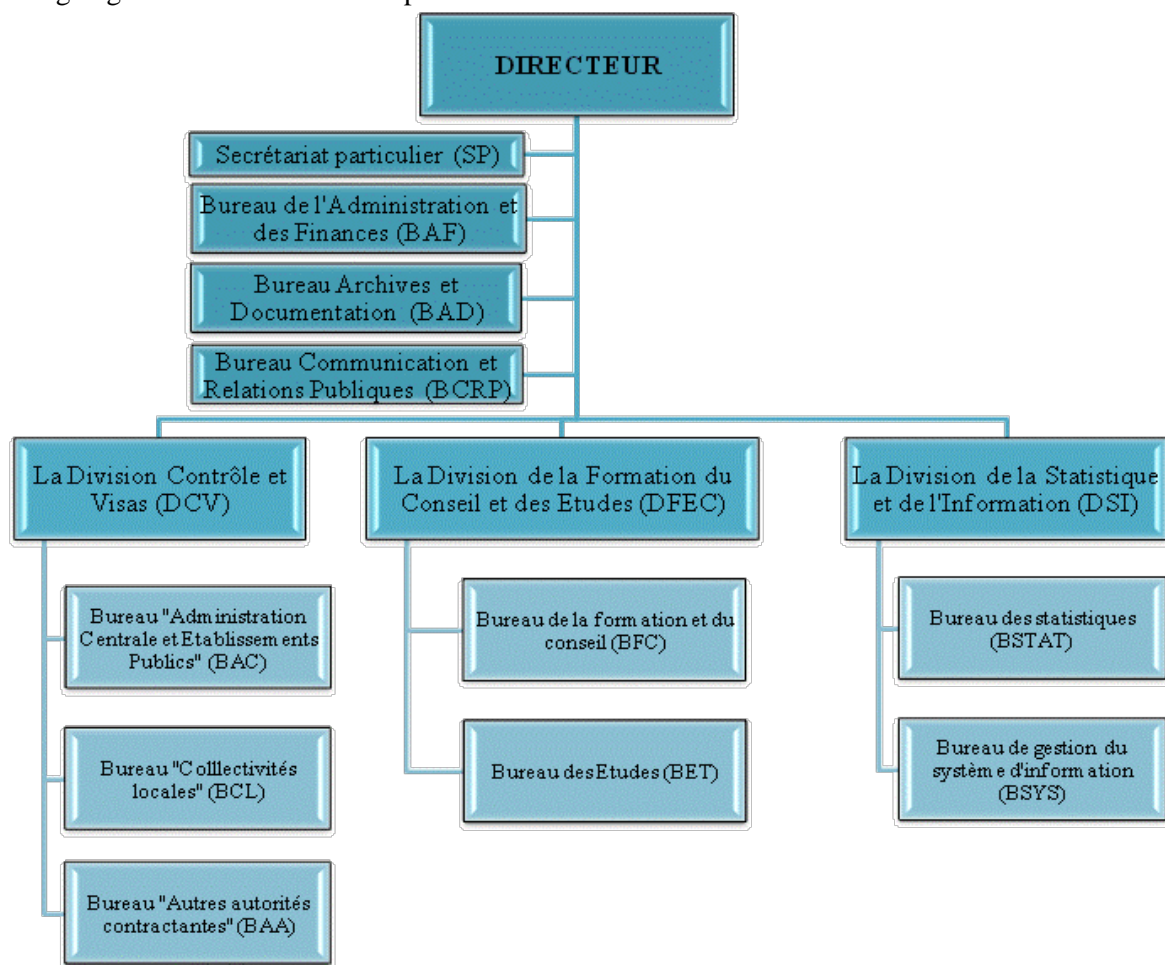 DIRECTEUR
Secrétariat particulier (SP)
Bureau de l'Administration et
des Finances (BAF)
Bureau Archives et
Documentation (BAD)
Bureau Communication et
Relations Publiques (BCRP)
La Division Contrôle et
Visas (DCV)
La Division de la Formation du
Conseil et des Etudes (DFEC)
La Division de la Statistique
et de l'Information (DSI)
Bureau "Administration
Centrale et Etablissements
Publics" (BAC)
Bureau "Colllectivités
locales" (BCL)
Bureau "Autres autorités
contractantes" (BAA)
Bureau de la formation et du
conseil (BFC)
Bureau des Etudes (BET)
Bureau des statistiques
(BSTAT)
Bureau de gestion du
système d'information
(BSYS)